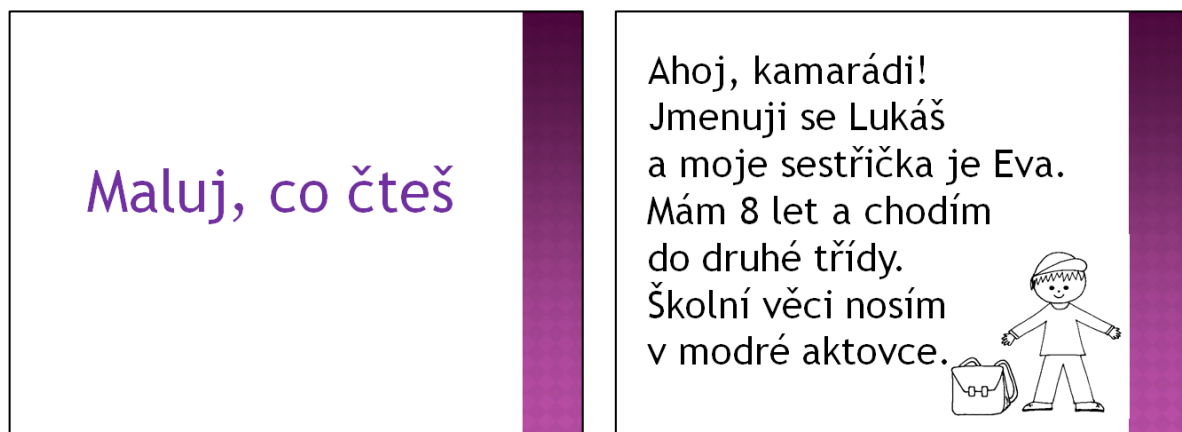 Maluj, co čteš
Ahoj, kamarádi!
Jmenuji se Lukáš
a moje sestřička je Eva.
Mám 8 let a chodím
do druhé třídy.
Školní věci nosím
v modré aktovce.